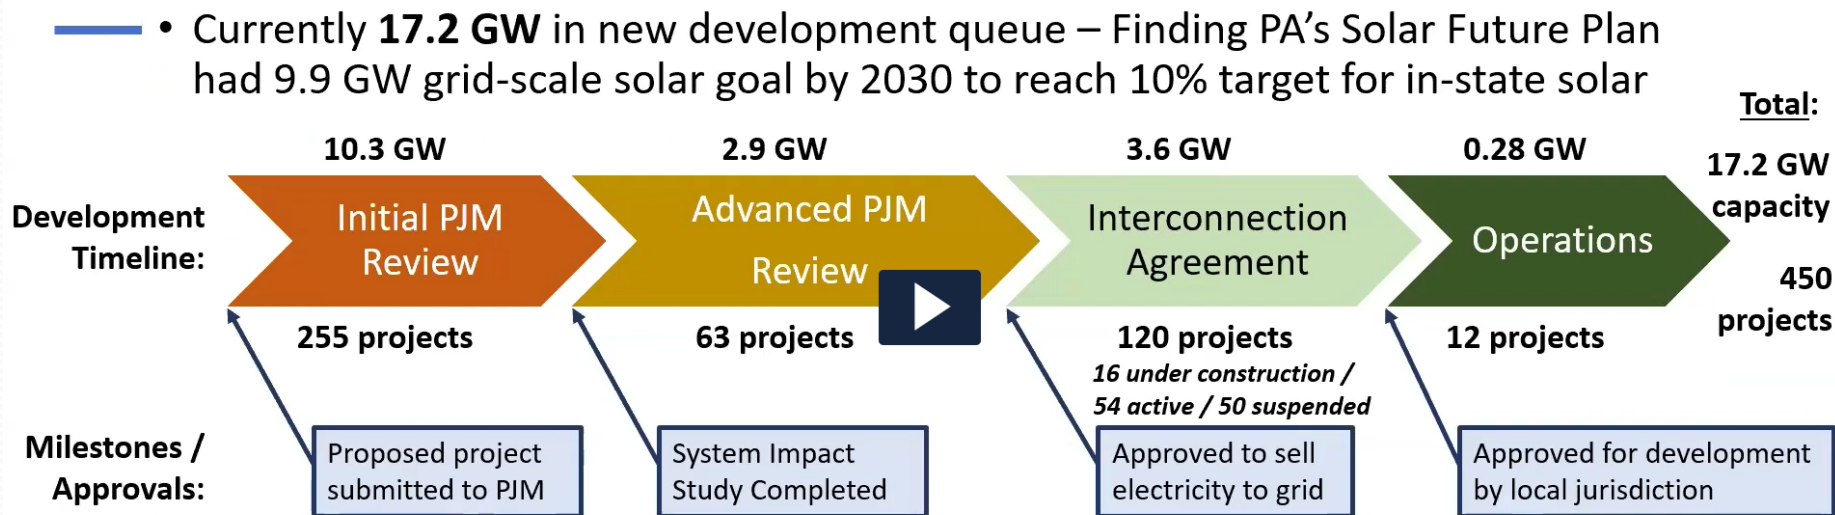 • Currently 17.2 GW in new development queue – Finding PA’s Solar Future Plan
had 9.9 GW grid-scale solar goal by 2030 to reach 10% target for in-state solar
Total:
17.2 GW
capacity
450
projects
10.3 GW
2.9 GW
3.6 GW
0.28 GW
Development
Timeline:
Initial PJM
Review
Advanced PJM
Review
Interconnection
Agreement
Operations
255 projects
63 projects
120 projects
16 under construction /
54 active / 50 suspended
12 projects
Milestones /
Approvals:
Proposed project
submitted to PJM
System Impact
Study Completed
Approved to sell
electricity to grid
Approved for development
by local jurisdiction